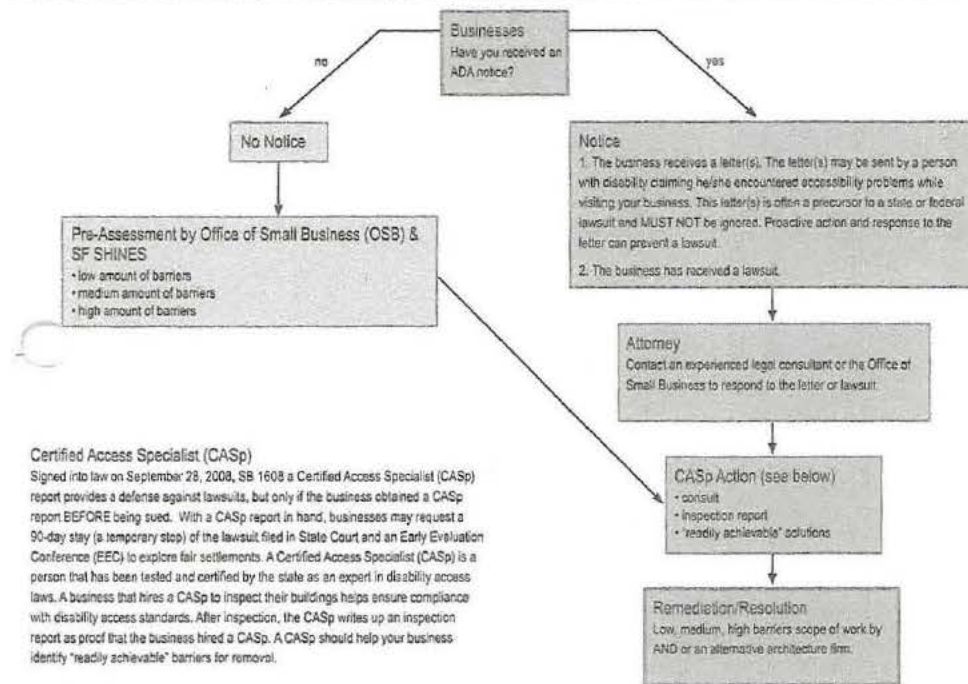 Businesses
Have you received an
ADA notice?
no
yes
No Notice
Notice
1. The business receives a letter(s). The letter(s) may be sent by a person
with disability claiming he/she encountered accessibility problems while
visiting your business. This letter(s) is often a precursor to a state or federal
lawsuit and MUST NOT be ignored. Proactive action and response to the
letter can prevent a lawsuit.
2. The business has received a lawsuit.
Pre-Assessment by Office of Small Business (OSB) &
SF SHINES
• low amount of barriers
• medium amount of barriers
• high amount of barriers
Attorney
Contact an experienced legal consultant or the Office of
Small Business to respond to the letter or lawsuit.
Certified Access Specialist (CASp)
Signed into law on September 28, 2008, SB 1608 a Certified Access Specialist (CASp)
report provides a defense against lawsuits, but only if the business obtained a CASp
report BEFORE being sued. With a CASp report in hand, businesses may request a
90-day stay (a temporary stop) of the lawsuit filed in State Court and an Early Evaluation
Conference (EEC) to explore fair settlements. A Certified Access Specialist (CASp) is a
person that has been tested and certified by the state as an expert in disability access
laws. A business that hires a CASp to inspect their buildings helps ensure compliance
with disability access standards. After inspection, the CASp writes up an inspection
report as proof that the business hired a CASp. A CASp should help your business
identify "readily achievable" barriers for removal.
CASp Action (see below)
• consult
• inspection report
• "readily achievable" solutions
Remediation/Resolution
Low, medium, high barriers scope of work by
AND or an alternative architecture firm.